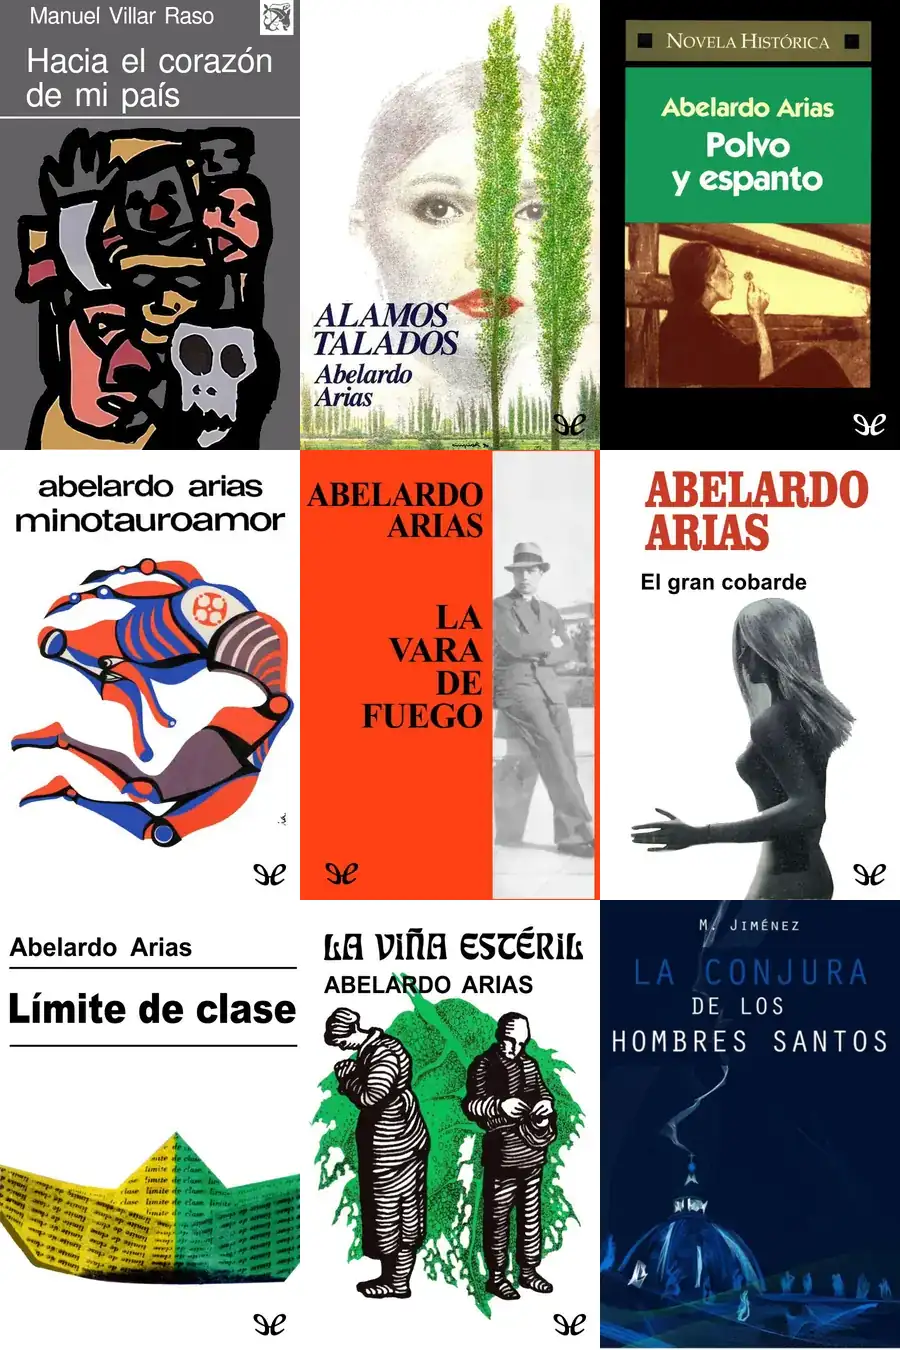 Manuel Villar Raso
Hacia el corazón
de mi país
ALAMOS
TALADOS
Abelardo
Arias
NOVELA HISTÓRICA
Abelardo Arias
Polvo
y espanto
abelardo arias
minotauroamor
ABELARDO
ARIAS
LA
VARA
DE
FUEGO
ABELARDO
ARIAS
El gran cobarde
Abelardo Arias
Límite de clase
LA VIÑA ESTÉRIL
ABELARDO ARIAS
M. JIMÉNEZ
LA CONJURA
DE LOS
HOMBRES SANTOS